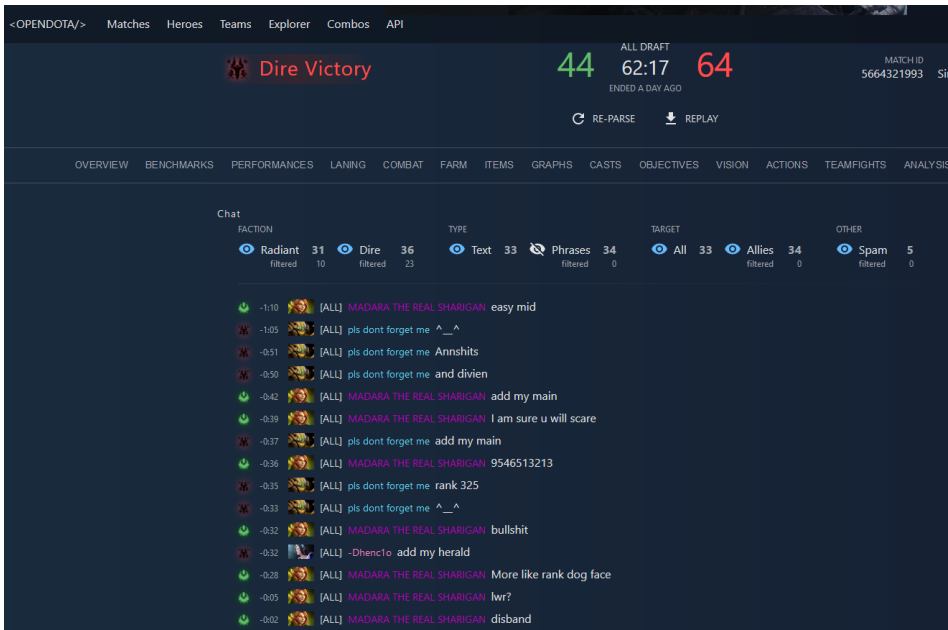 <OPENDOTA/> Matches Heroes Teams Explorer Combos API
Dire Victory
44
ALL DRAFT
62:17
ENDED A DAY AGO
64
MATCH ID
5664321993
RE-PARSE REPLAY
OVERVIEW BENCHMARKS PERFORMANCES LANING COMBAT FARM ITEMS GRAPHS CASTS OBJECTIVES VISION ACTIONS TEAMFIGHTS ANALYSIS
Chat
FACTION TYPE TARGET OTHER
Radiant 31 Dire 36 Text 33 Phrases 34 All 33 Allies 34 Spam 5
filtered 10 filtered 23 filtered 0 filtered 0 filtered 0
-1:10 [ALL] MADARA THE REAL SHARIGAN easy mid
-1:05 [ALL] pls dont forget me ^__^
-0:51 [ALL] pls dont forget me Annshits
-0:50 [ALL] pls dont forget me and divien
-0:42 [ALL] MADARA THE REAL SHARIGAN add my main
-0:39 [ALL] MADARA THE REAL SHARIGAN I am sure u will scare
-0:37 [ALL] pls dont forget me add my main
-0:36 [ALL] MADARA THE REAL SHARIGAN 9546513213
-0:35 [ALL] pls dont forget me rank 325
-0:33 [ALL] pls dont forget me ^__^
-0:32 [ALL] MADARA THE REAL SHARIGAN bullshit
-0:32 [ALL] -Dhenc1o add my herald
-0:28 [ALL] MADARA THE REAL SHARIGAN More like rank dog face
-0:05 [ALL] MADARA THE REAL SHARIGAN lwr?
-0:02 [ALL] MADARA THE REAL SHARIGAN disband